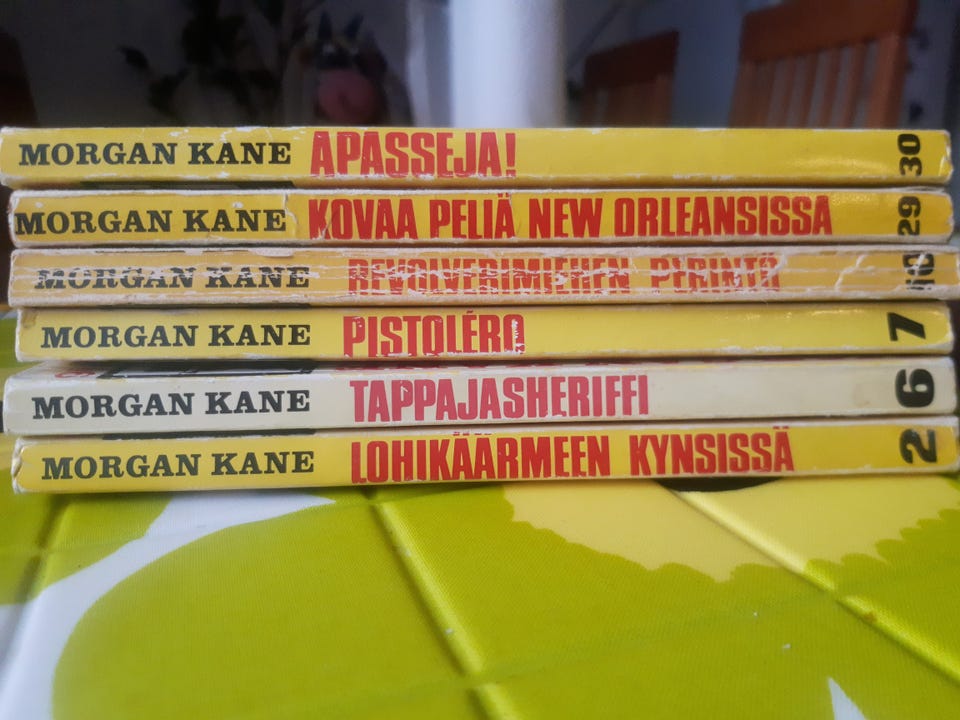 MORGAN KANE APASSEJA! 30
MORGAN KANE KOVAA PELIÄ NEW ORLEANSISSA 29
MORGAN KANE REVOLVERIMIEHEN PERINTÖ
MORGAN KANE PISTOLÉRO 7
MORGAN KANE TAPPAJASHERIFFI 6
MORGAN KANE LOHIKÄÄRMEEN KYNSISSÄ 2